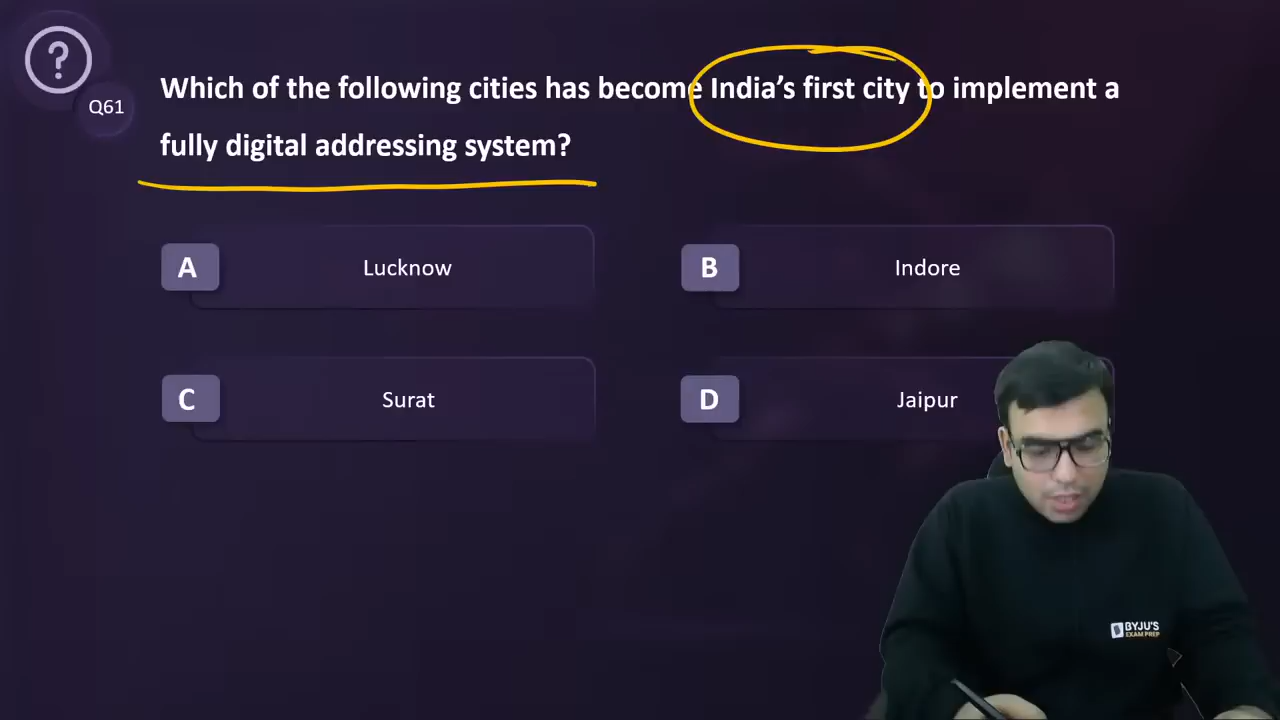 ?
Q61
Which of the following cities has become India's first city to implement a
fully digital addressing system?
A Lucknow
B Indore
C Surat
D Jaipur
BYJU'S
EXAM PREP